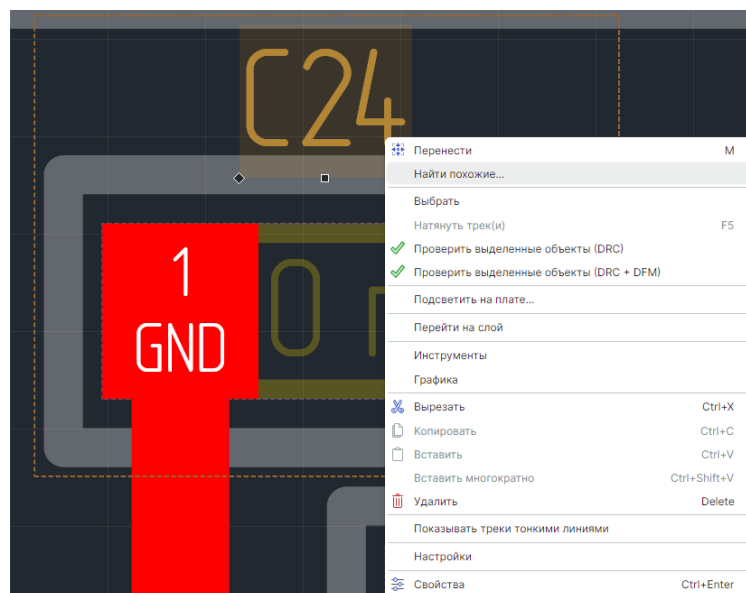 C24
1
GND
0
Перенести M
Найти похожие...
Выбрать
Натянуть трек(и) F5
Проверить выделенные объекты (DRC)
Проверить выделенные объекты (DRC + DFM)
Подсветить на плате...
Перейти на слой
Инструменты
Графика
Вырезать Ctrl+X
Копировать Ctrl+C
Вставить Ctrl+V
Вставить многократно Ctrl+Shift+V
Удалить Delete
Показывать треки тонкими линиями
Настройки
Свойства Ctrl+Enter